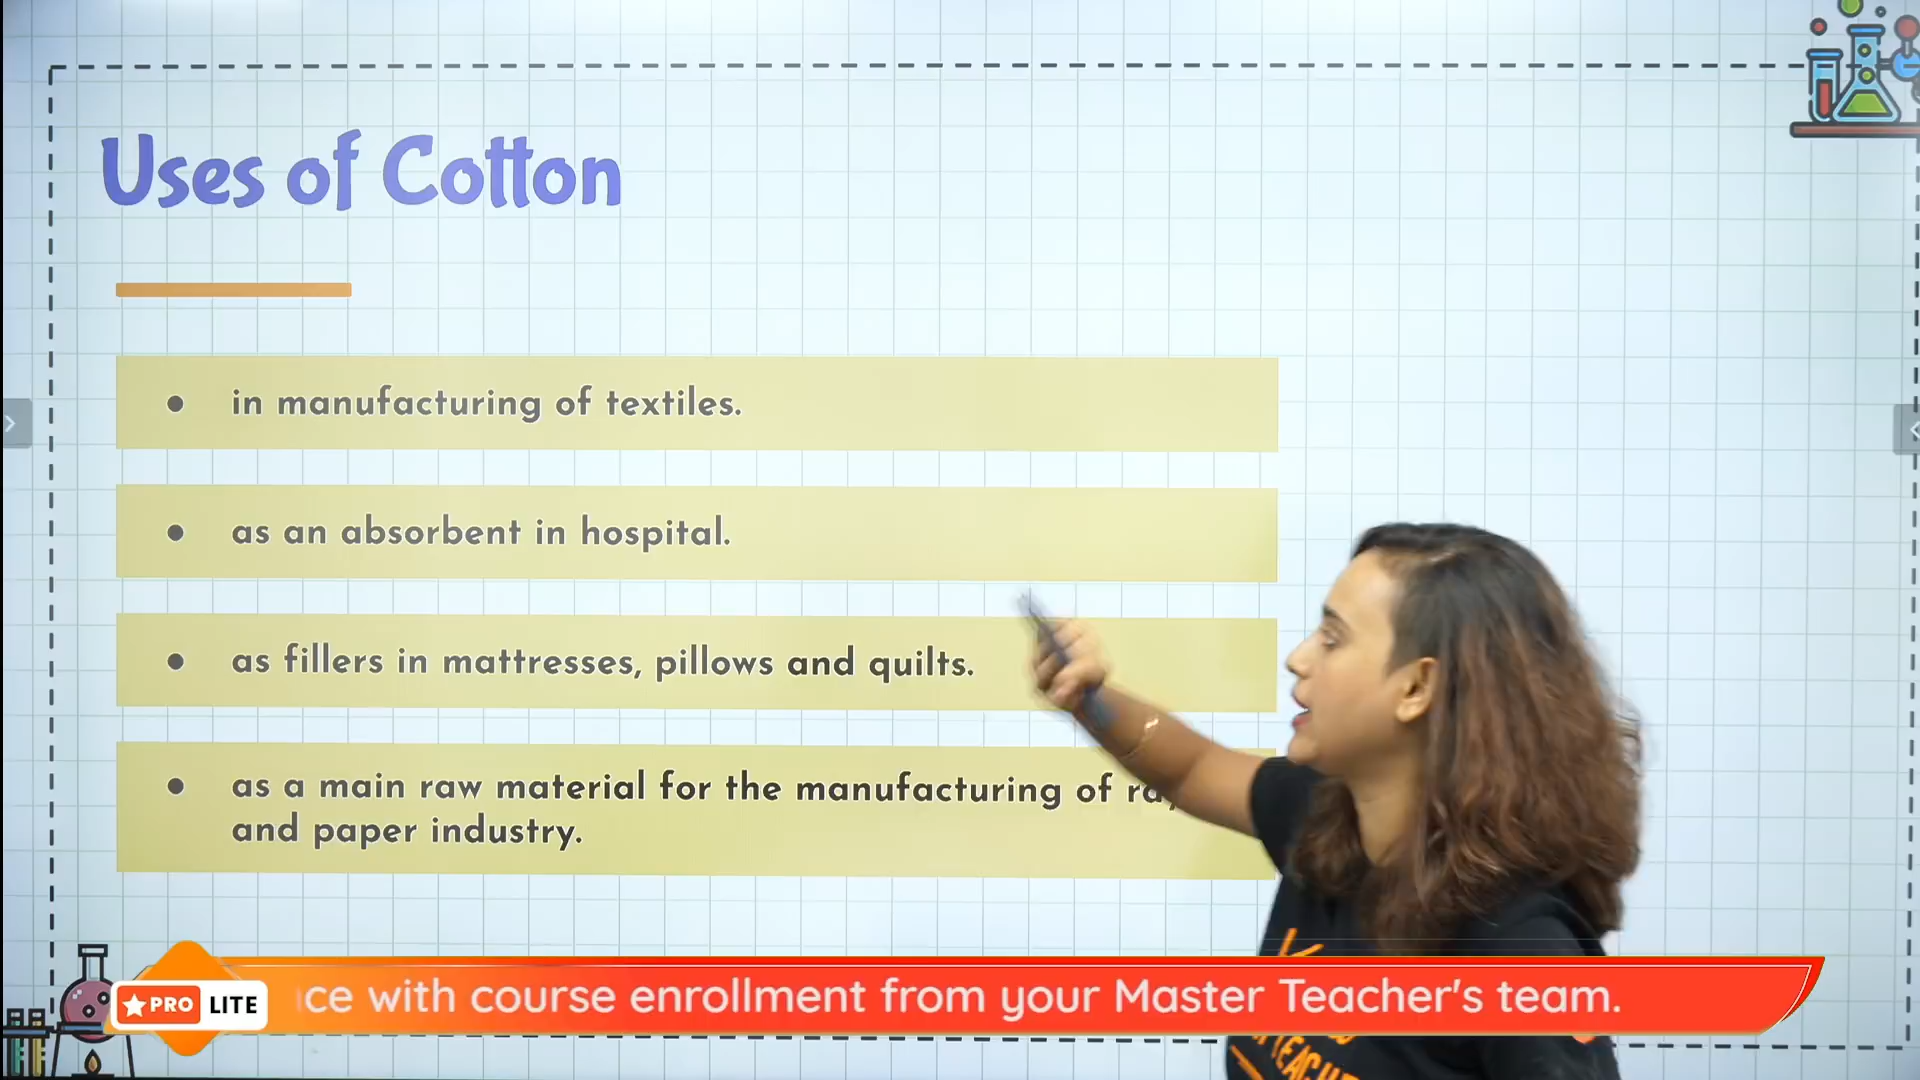 Uses of Cotton
• in manufacturing of textiles.
• as an absorbent in hospital.
• as fillers in mattresses, pillows and quilts.
• as a main raw material for the manufacturing of
and paper industry.
PRO LITE
with course enrollment from your Master Teacher's team.